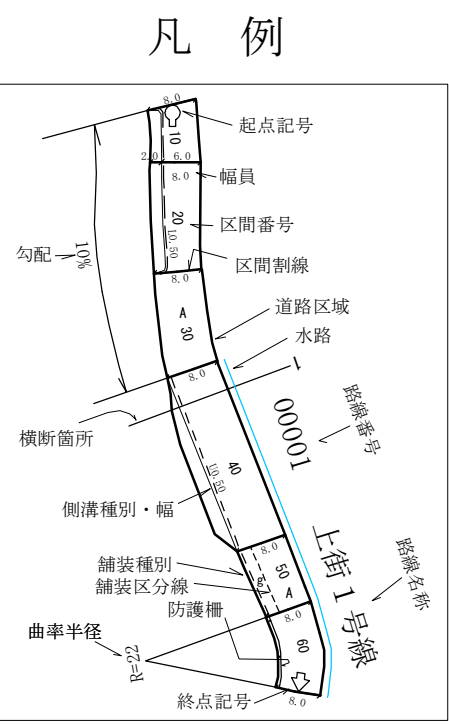 凡 例
8.0
起点記号
10
2.0 6.0
8.0
幅員
20
区間番号
L0.50
勾配
10%
区間割線
8.0
道路区域
A
30
水路
8.0
1
横断箇所
00001
路線番号
40
U0.50
側溝種別・幅
8.0
上街1号線
路線名称
舗装種別
50
g
A
舗装区分線
防護柵
60
曲率半径
R=22
終点記号
8.0